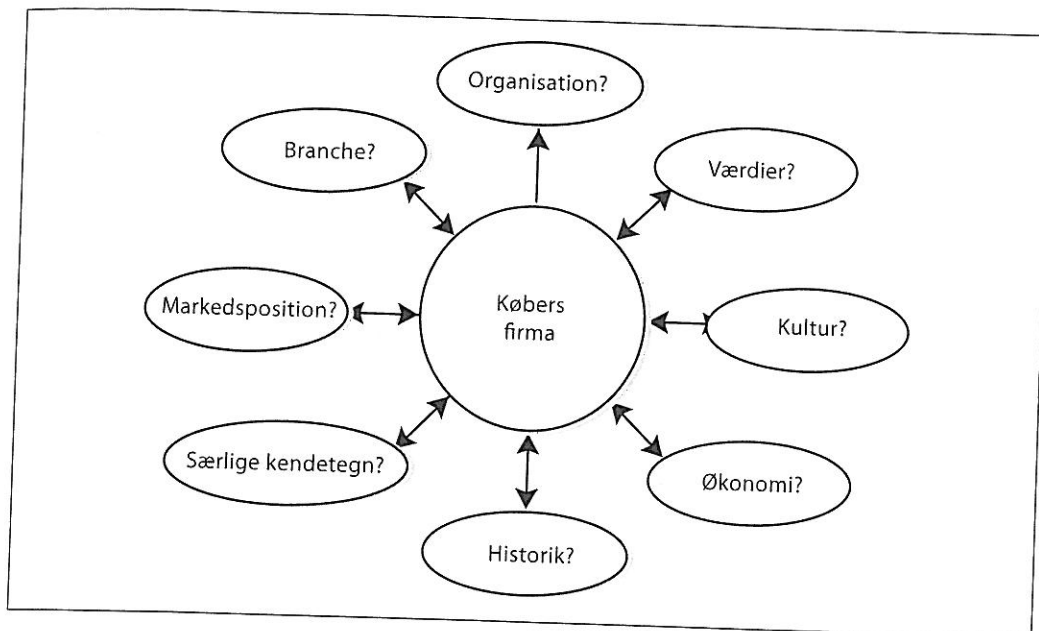 Organisation?
Branche?
Værdier?
Markedsposition?
Købers
firma
Kultur?
Særlige kendetegn?
Økonomi?
Historik?